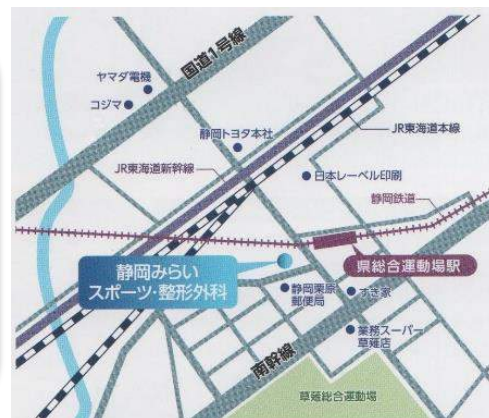 国道1号線
ヤマダ電機
コジマ
静岡トヨタ本社
JR東海道本線
JR東海道新幹線
日本レーベル印刷
静岡鉄道
静岡みらい
スポーツ・整形外科
県総合運動場駅
静岡栗原
郵便局
すき家
業務スーパー
草薙店
南幹線
草薙総合運動場